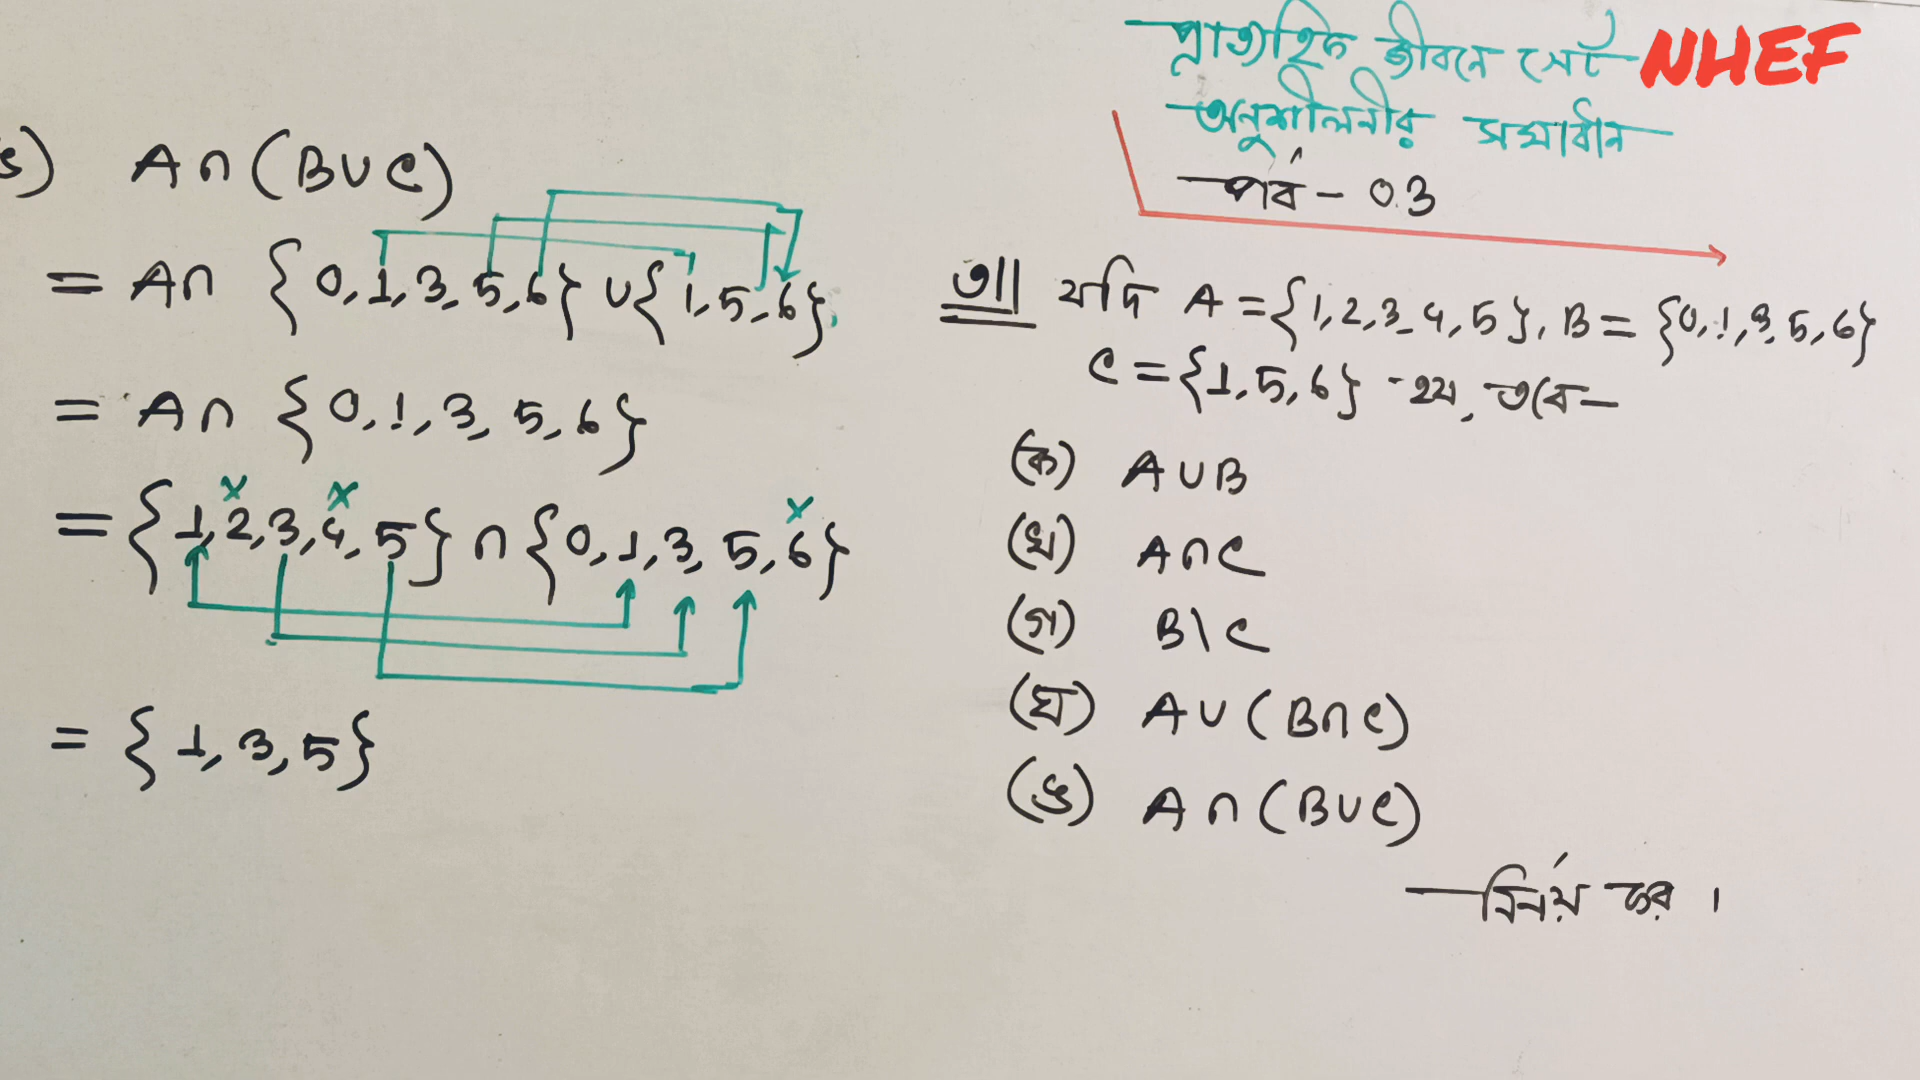 প্রাত্যহিক জীবনে সেট NHEF
অনুশীলনীর সমাধান
পর্ব - 03
৩॥ যদি A = {1, 2, 3, 4, 5}, B = {0, 1, 3, 5, 6}
C = {1, 5, 6} হয়, তবে-
(ক) A∪B
(খ) A∩C
(গ) B\C
(ঘ) A∪(B∩C)
(ঙ) A∩(B∪C)
নির্ণয় কর।
ঙ) A∩(B∪C)
= A∩ {0, 1, 3, 5, 6} ∪ {1, 5, 6}
= A∩ {0, 1, 3, 5, 6}
x x x
= {1, 2, 3, 4, 5} ∩ {0, 1, 3, 5, 6}
= {1, 3, 5}